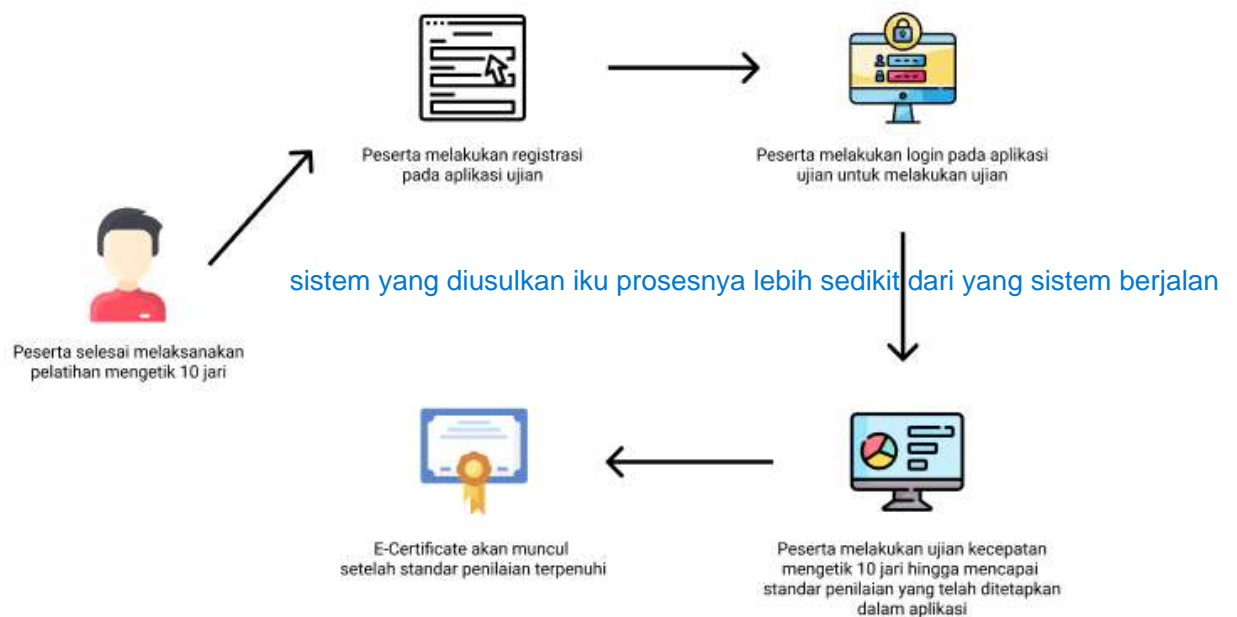 Peserta melakukan registrasi
pada aplikasi ujian
Peserta melakukan login pada aplikasi
ujian untuk melakukan ujian
sistem yang diusulkan iku prosesnya lebih sedikit dari yang sistem berjalan
Peserta selesai melaksanakan
pelatihan mengetik 10 jari
E-Certificate akan muncul
setelah standar penilaian terpenuhi
Peserta melakukan ujian kecepatan
mengetik 10 jari hingga mencapai
standar penilaian yang telah ditetapkan
dalam aplikasi